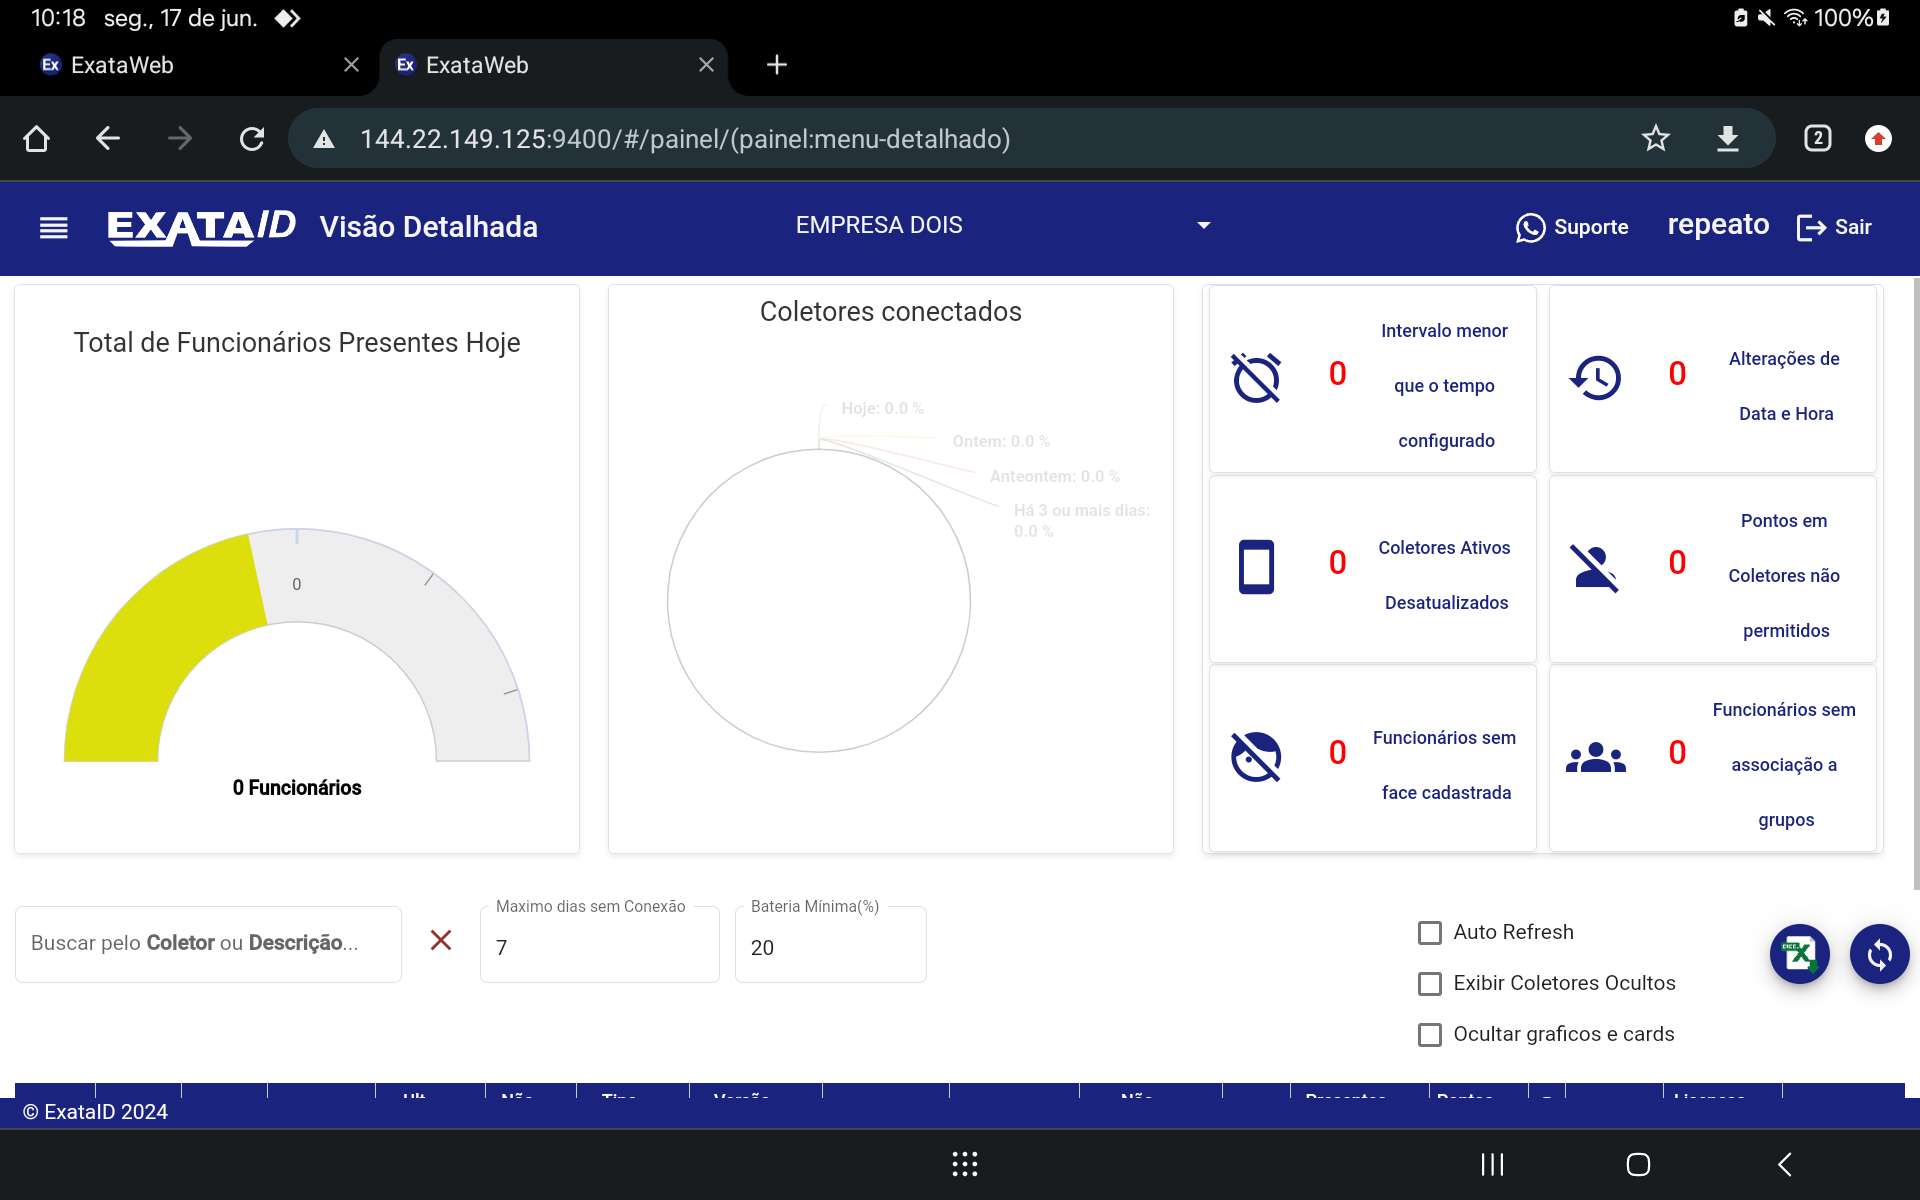 10:18 seg., 17 de jun.
100%
Ex ExataWeb
Ex ExataWeb
144.22.149.125:9400/#/painel/(painel:menu-detalhado)
2
EXATAID Visão Detalhada
EMPRESA DOIS
Suporte
repeato
Sair
Total de Funcionários Presentes Hoje
0
0 Funcionários
Coletores conectados
Hoje: 0.0 %
Ontem: 0.0 %
Anteontem: 0.0 %
Há 3 ou mais dias:
0.0 %
0
Intervalo menor
que o tempo
configurado
0
Alterações de
Data e Hora
0
Coletores Ativos
Desatualizados
0
Pontos em
Coletores não
permitidos
0
Funcionários sem
face cadastrada
0
Funcionários sem
associação a
grupos
Buscar pelo Coletor ou Descrição...
Maximo dias sem Conexão
7
Bateria Mínima(%)
20
Auto Refresh
Exibir Coletores Ocultos
Ocultar graficos e cards
© ExataID 2024